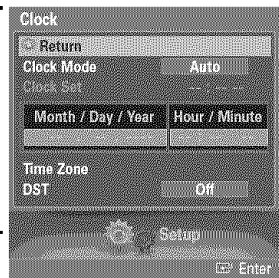 Clock
Return
Clock Mode Auto
Clock Set -- : -- --
Month / Day / Year Hour / Minute
Time Zone
DST Off
Setup
Enter